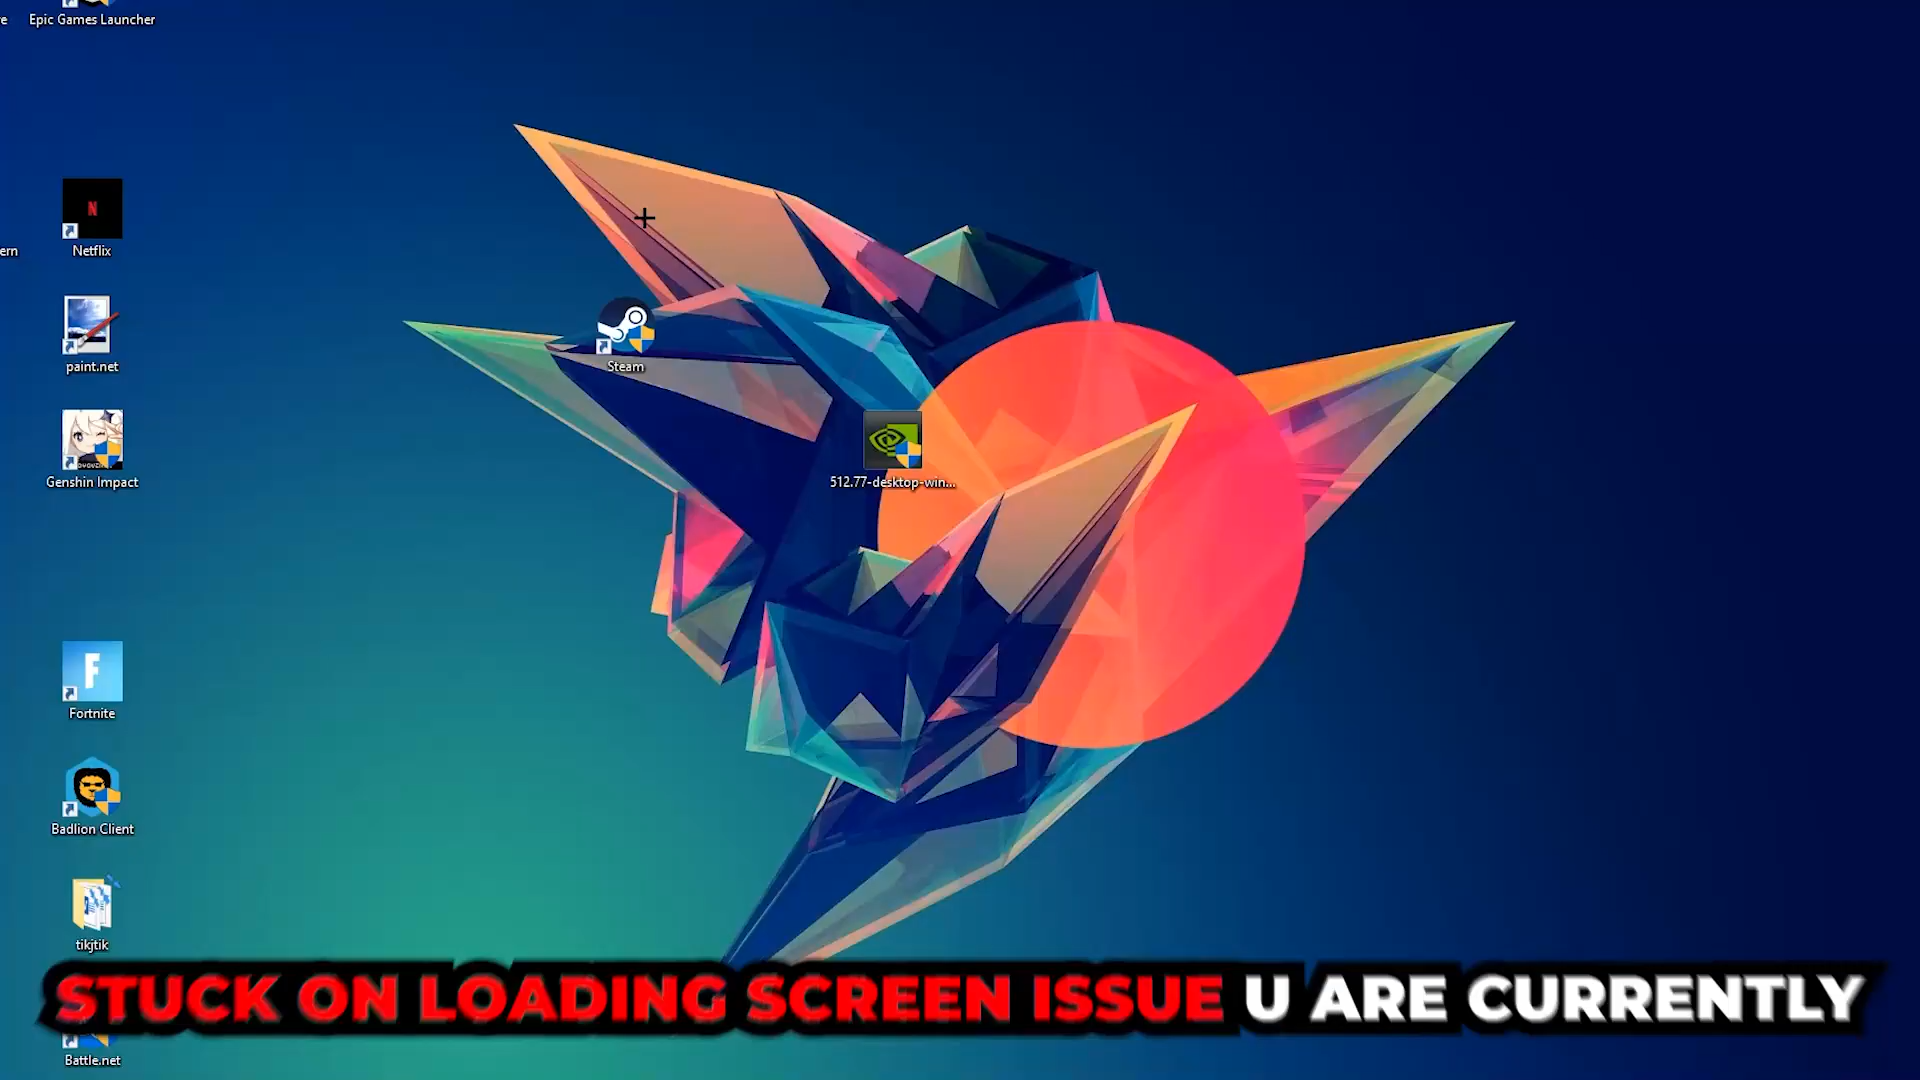 Epic Games Launcher
ern
Netflix
paint.net
Steam
Genshin Impact
512.77-desktop-win...
F
Fortnite
Badlion Client
tikjtik
STUCK ON LOADING SCREEN ISSUE U ARE CURRENTLY
Battle.net